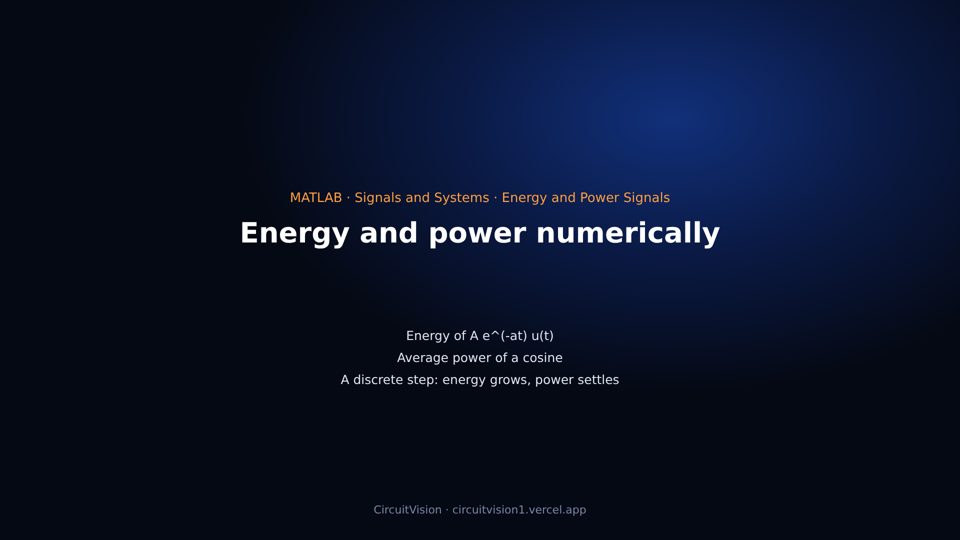 MATLAB · Signals and Systems · Energy and Power Signals
Energy and power numerically
Energy of A e^(-at) u(t)
Average power of a cosine
A discrete step: energy grows, power settles
CircuitVision · circuitvision1.vercel.app